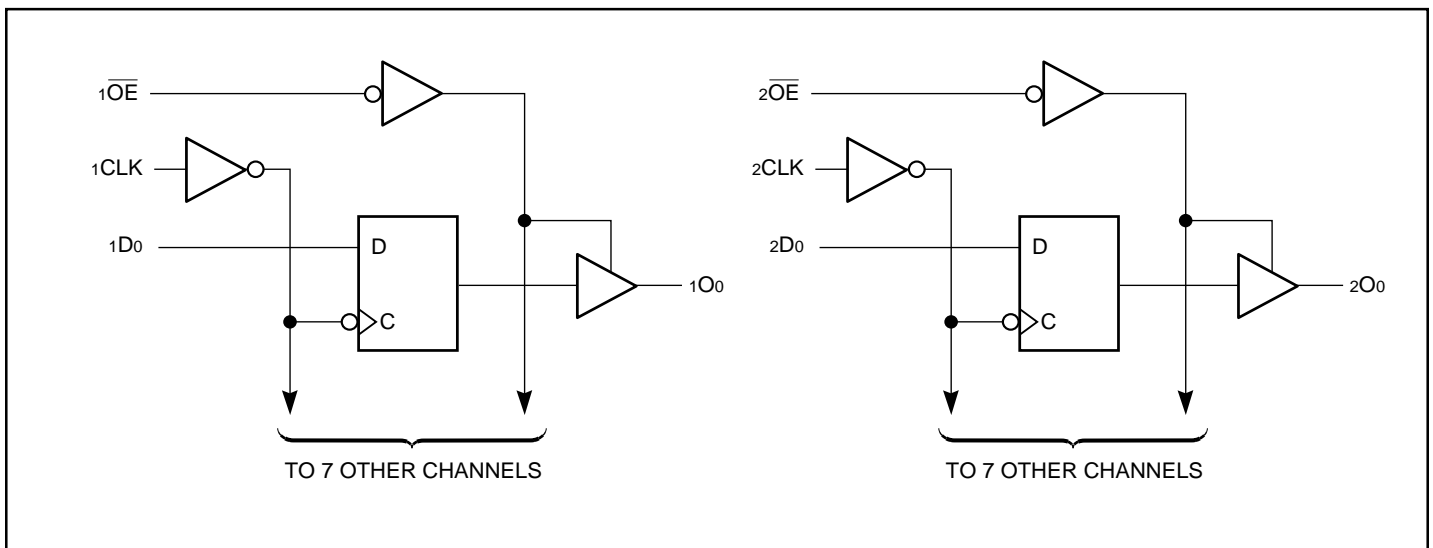 1OE
1CLK
1D0
D
C
1O0
TO 7 OTHER CHANNELS
2OE
2CLK
2D0
D
C
2O0
TO 7 OTHER CHANNELS